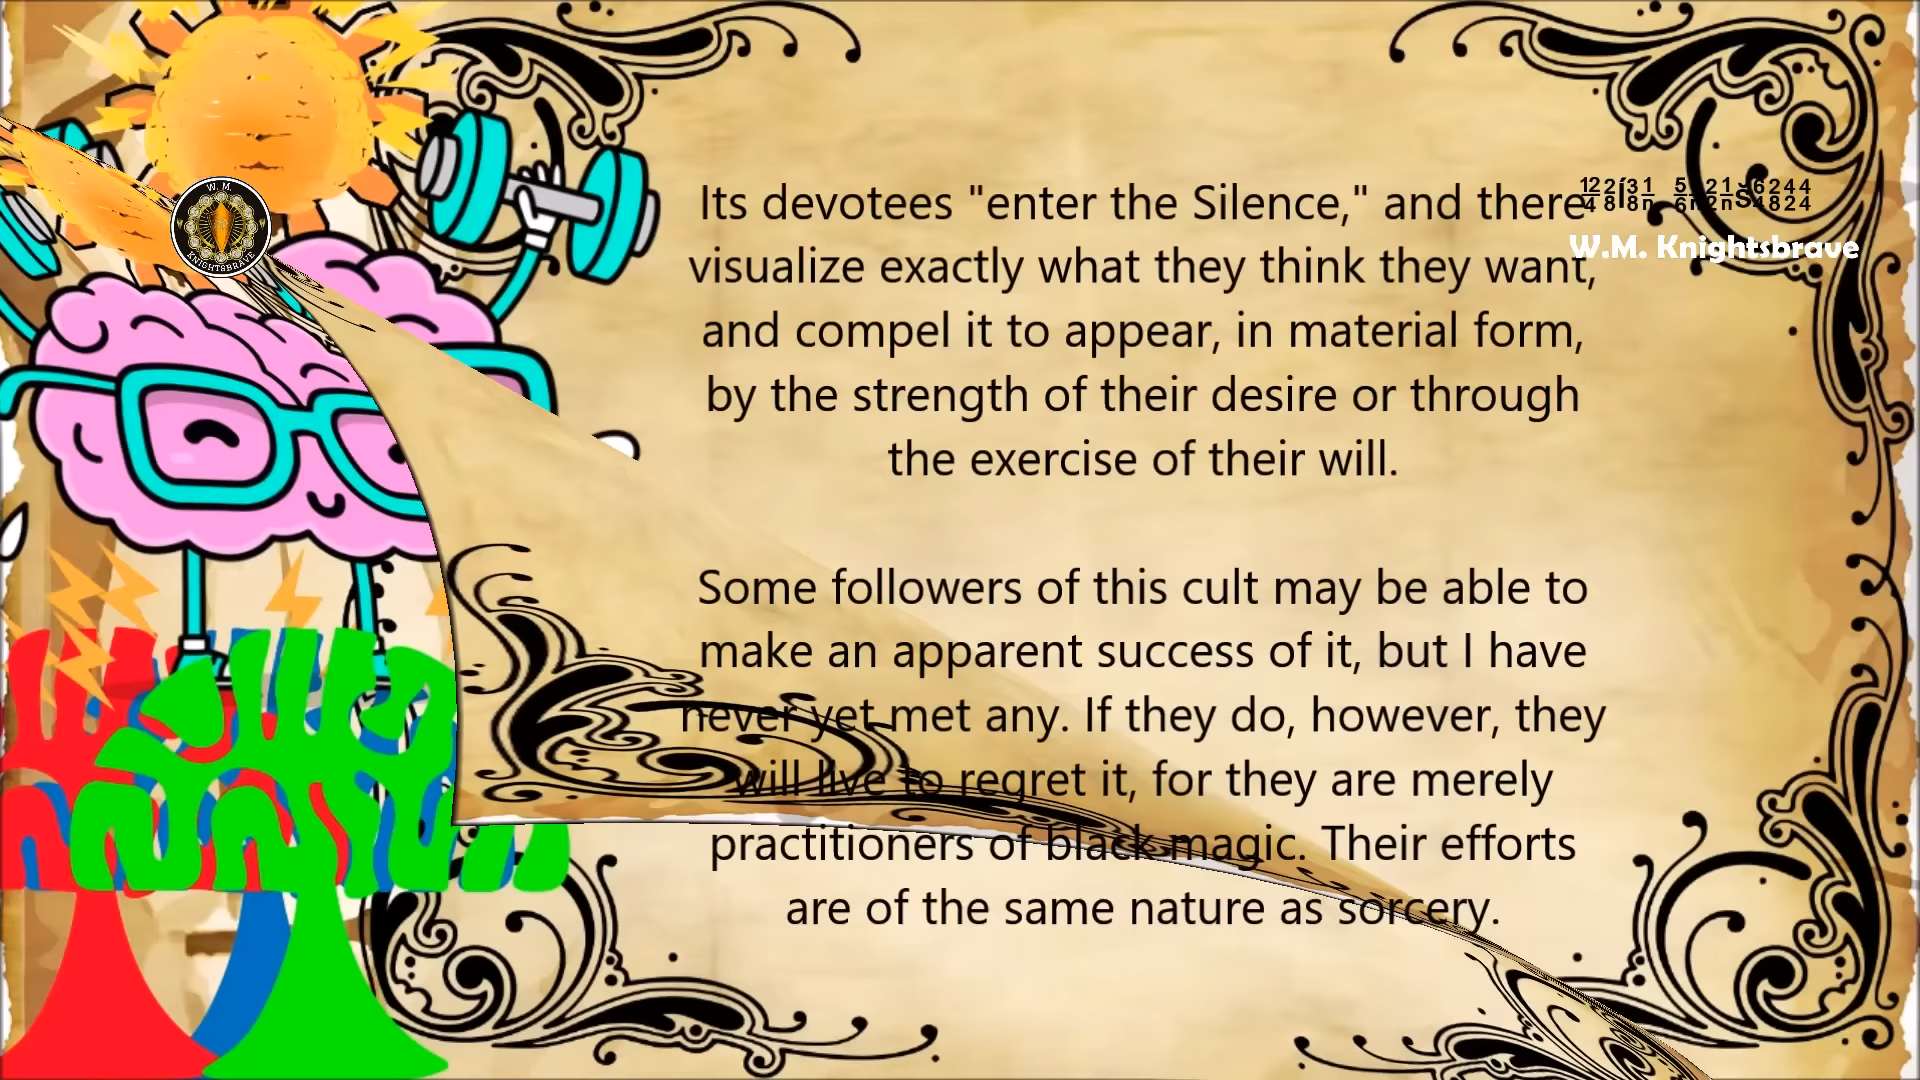 Its devotees "enter the Silence," and there
visualize exactly what they think they want,
and compel it to appear, in material form,
by the strength of their desire or through
the exercise of their will.
Some followers of this cult may be able to
make an apparent success of it, but I have
never yet met any. If they do, however, they
will live to regret it, for they are merely
practitioners of black magic. Their efforts
are of the same nature as sorcery.
W.M. Knightsbrave
W. M.
KNIGHTSBRAVE